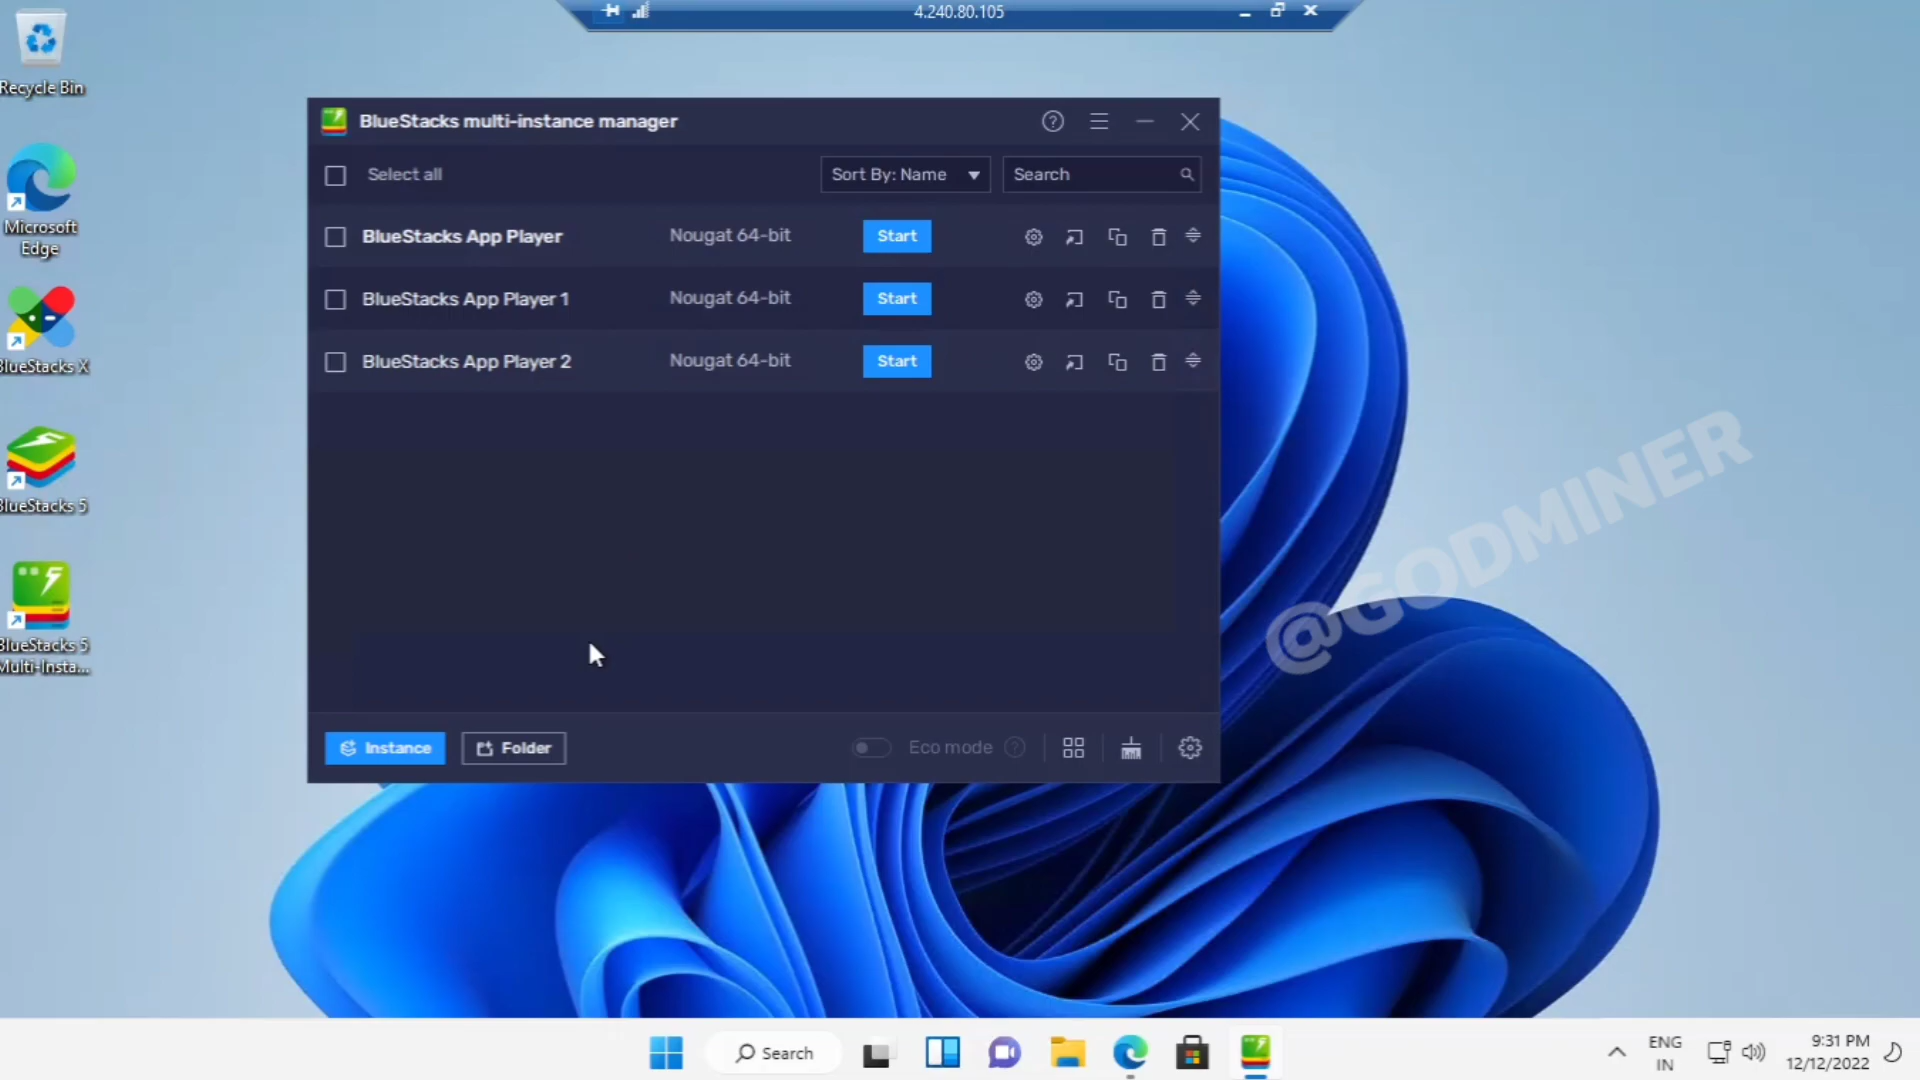 4.240.80.105
Recycle Bin
BlueStacks multi-instance manager
Select all
Sort By: Name
Search
BlueStacks App Player
Nougat 64-bit
Start
BlueStacks App Player 1
Nougat 64-bit
Start
BlueStacks App Player 2
Nougat 64-bit
Start
Microsoft
Edge
BlueStacks X
BlueStacks 5
BlueStacks 5
Multi-Insta...
@GODMINER
Instance
Folder
Eco mode
Search
ENG
IN
9:31 PM
12/12/2022